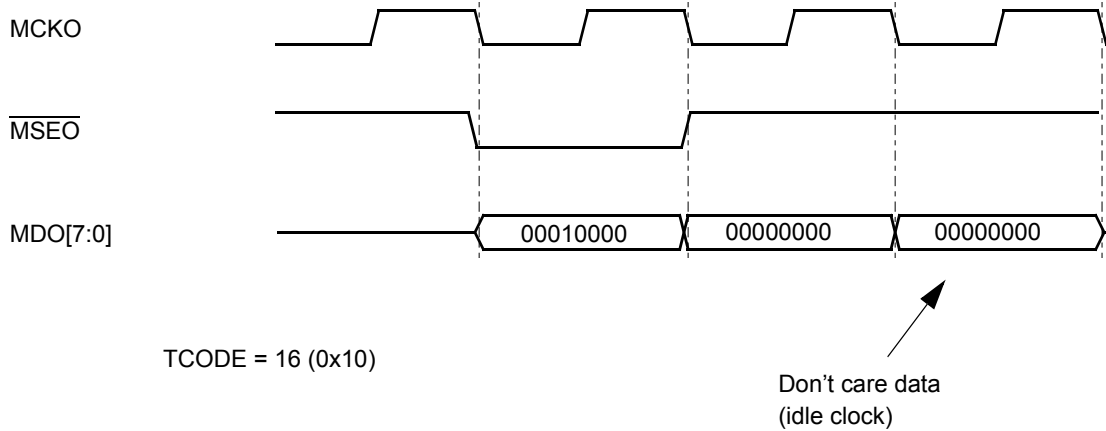 MCKO
MSEO
MDO[7:0]
00010000
00000000
00000000
TCODE = 16 (0x10)
Don’t care data
(idle clock)